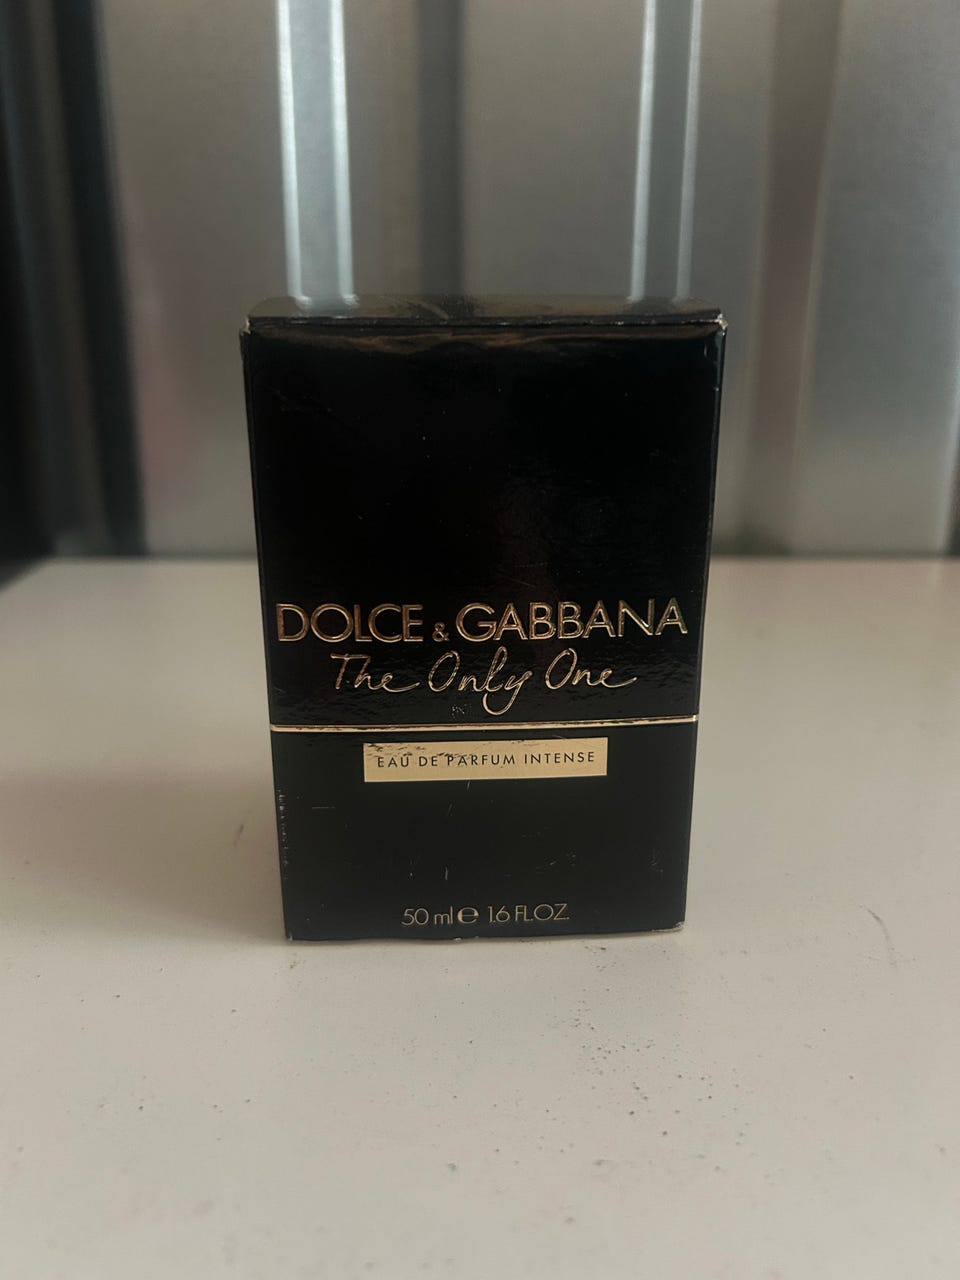 DOLCE & GABBANA
The Only One
EAU DE PARFUM INTENSE
50 ml ℮ 1.6 FL.OZ.